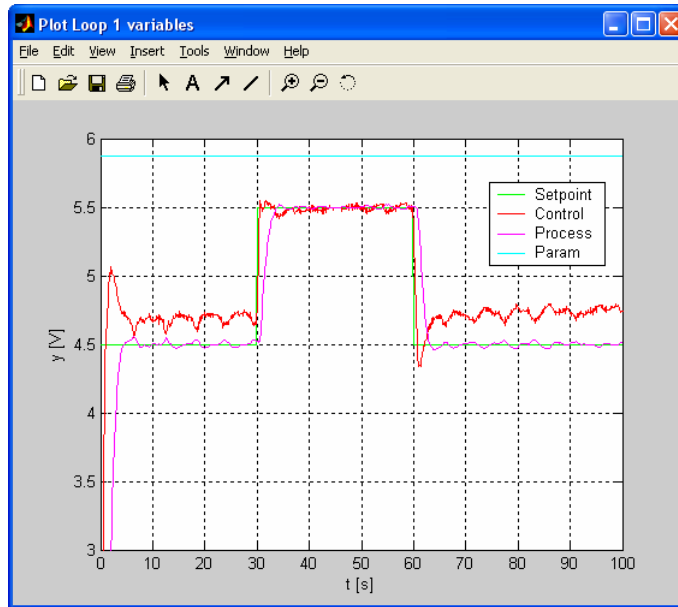 Plot Loop 1 variables
File Edit View Insert Tools Window Help
A
6
5.5
5
4.5
4
3.5
3
y [V]
Setpoint
Control
Process
Param
0 10 20 30 40 50 60 70 80 90 100
t [s]